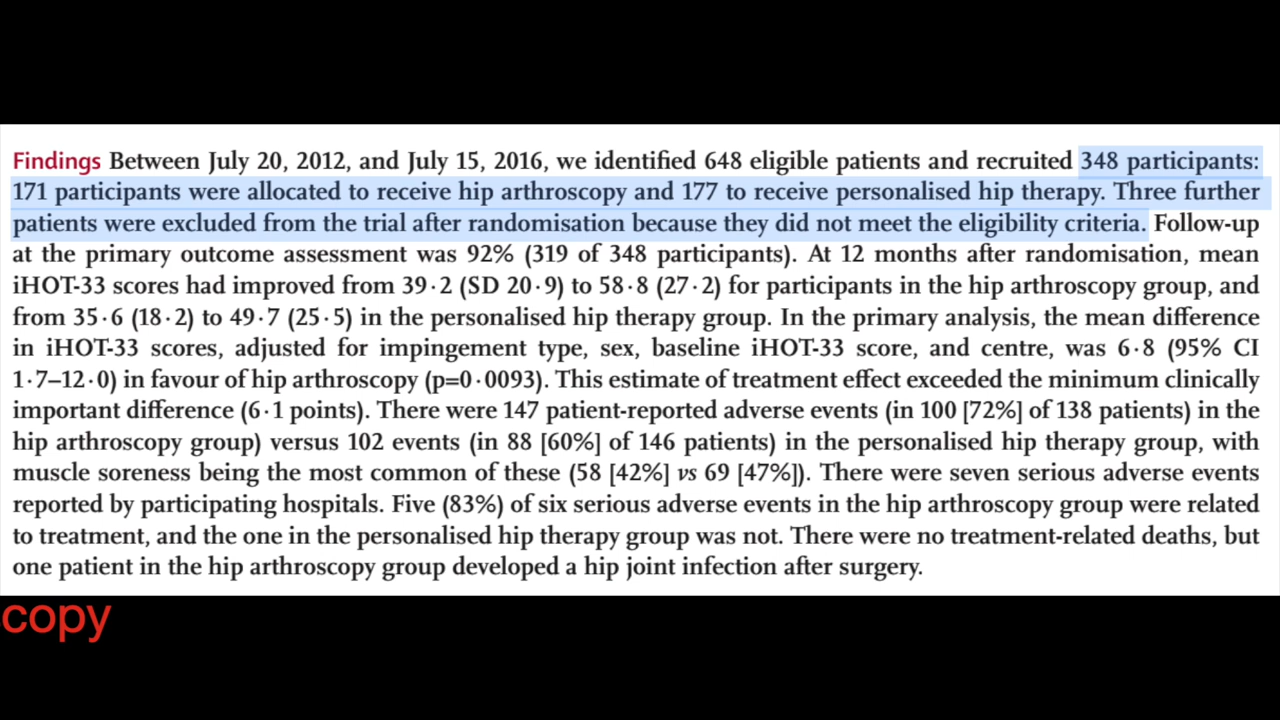 Findings Between July 20, 2012, and July 15, 2016, we identified 648 eligible patients and recruited 348 participants:
171 participants were allocated to receive hip arthroscopy and 177 to receive personalised hip therapy. Three further
patients were excluded from the trial after randomisation because they did not meet the eligibility criteria. Follow-up
at the primary outcome assessment was 92% (319 of 348 participants). At 12 months after randomisation, mean
iHOT-33 scores had improved from 39·2 (SD 20·9) to 58·8 (27·2) for participants in the hip arthroscopy group, and
from 35·6 (18·2) to 49·7 (25·5) in the personalised hip therapy group. In the primary analysis, the mean difference
in iHOT-33 scores, adjusted for impingement type, sex, baseline iHOT-33 score, and centre, was 6·8 (95% CI
1·7–12·0) in favour of hip arthroscopy (p=0·0093). This estimate of treatment effect exceeded the minimum clinically
important difference (6·1 points). There were 147 patient-reported adverse events (in 100 [72%] of 138 patients) in the
hip arthroscopy group) versus 102 events (in 88 [60%] of 146 patients) in the personalised hip therapy group, with
muscle soreness being the most common of these (58 [42%] vs 69 [47%]). There were seven serious adverse events
reported by participating hospitals. Five (83%) of six serious adverse events in the hip arthroscopy group were related
to treatment, and the one in the personalised hip therapy group was not. There were no treatment-related deaths, but
one patient in the hip arthroscopy group developed a hip joint infection after surgery.
copy